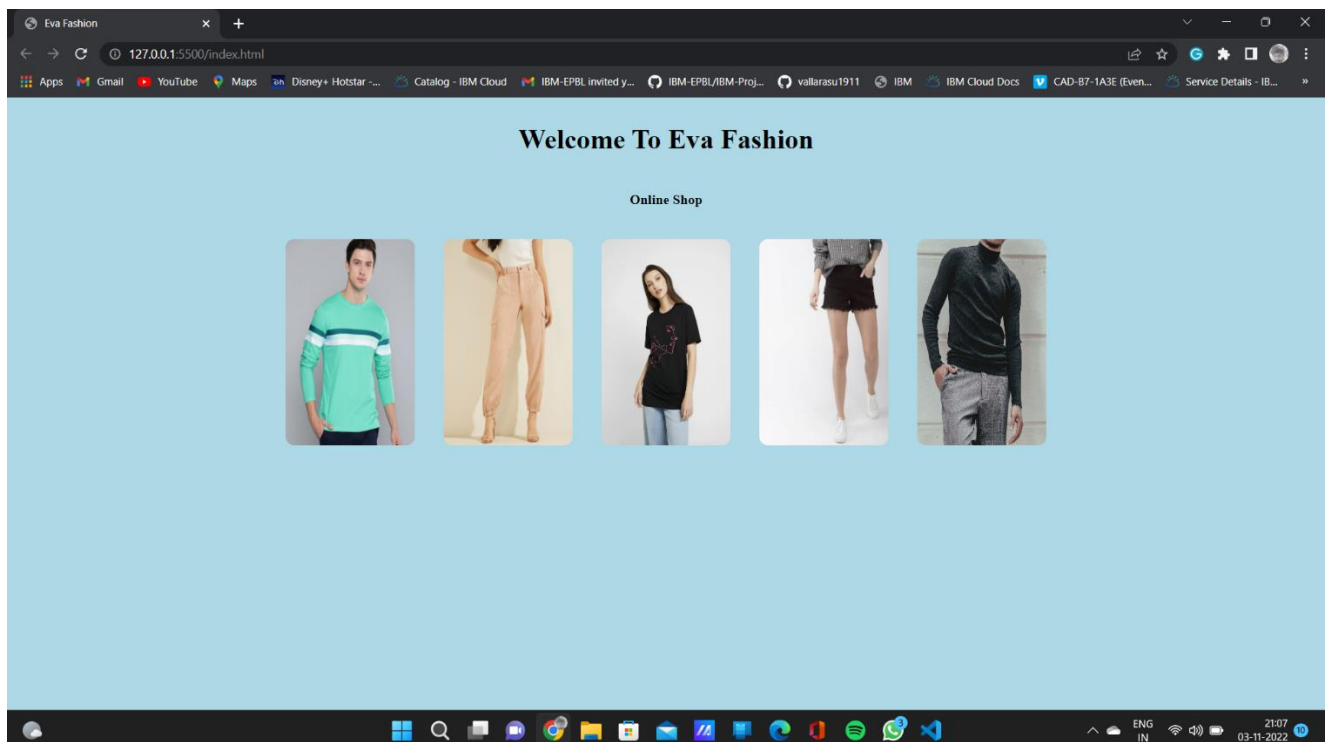 Eva Fashion
127.0.0.1:5500/index.html
Apps Gmail YouTube Maps Disney+ Hotstar -... Catalog - IBM Cloud IBM-EPBL invited y... IBM-EPBL/IBM-Proj... vallarasu1911 IBM IBM Cloud Docs CAD-B7-1A3E (Even... Service Details - IB... »
Welcome To Eva Fashion
Online Shop
3
ENG
IN
21:07
03-11-2022
10